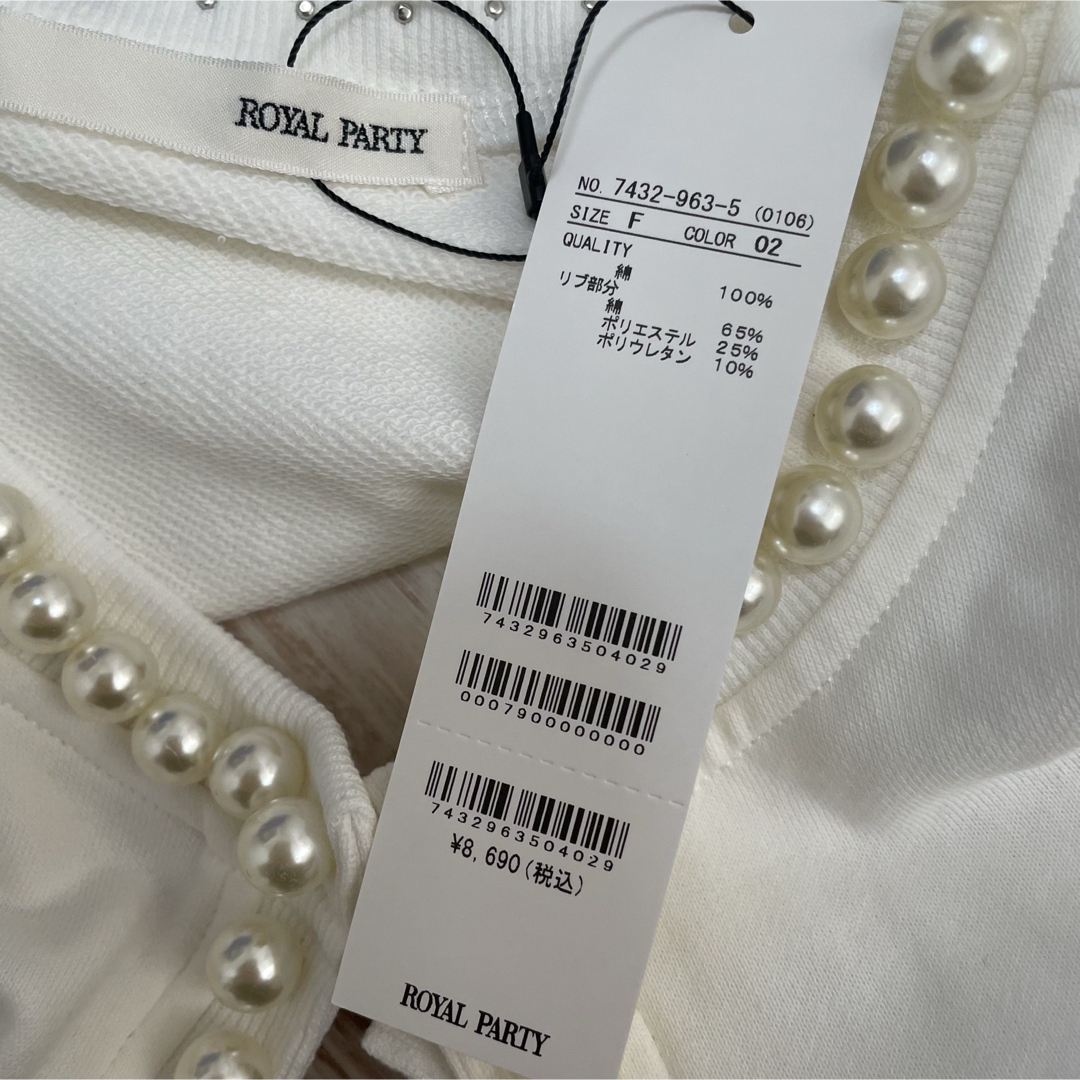 ROYAL PARTY
NO. 7432-963-5 (0106)
SIZE F COLOR 02
QUALITY
綿 100%
リブ部分
綿 65%
ポリエステル 25%
ポリウレタン 10%
7432963504029
0007900000000
7432963504029
¥8,690(税込)
ROYAL PARTY